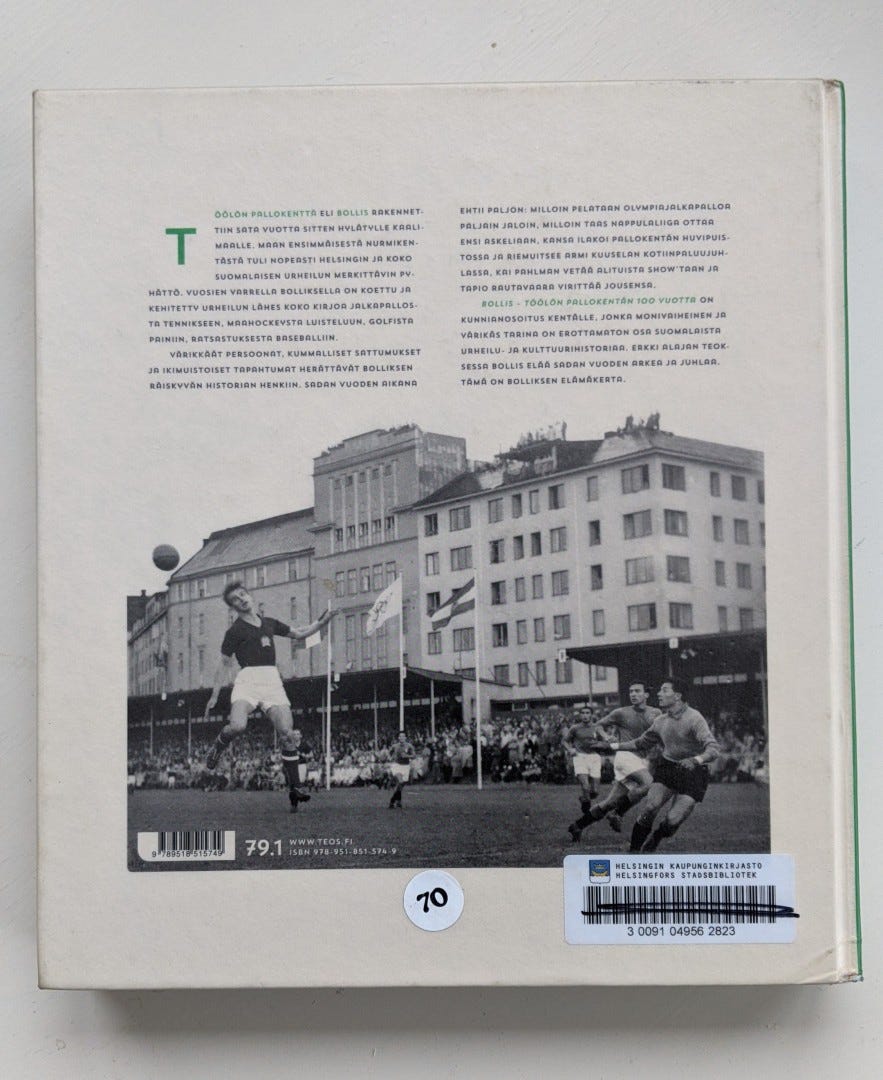 TÖÖLÖN PALLOKENTTÄ ELI BOLLIS RAKENNET-
TIIN SATA VUOTTA SITTEN HYLÄTYLLE KAALI-
MAALLE. MAAN ENSIMMÄISESTÄ NURMIKEN-
TÄSTÄ TULI NOPEASTI HELSINGIN JA KOKO
SUOMALAISEN URHEILUN MERKITTÄVIN PY-
HÄTTÖ. VUOSIEN VARRELLA BOLLIKSELLA ON KOETTU JA
KEHITETTY URHEILUN LÄHES KOKO KIRJOA JALKAPALLOS-
TA TENNIKSEEN, MAAHOCKEYSTA LUISTELUUN, GOLFISTA
PAINIIN, RATSASTUKSESTA BASEBALLIIN.
VÄRIKKÄÄT PERSOONAT, KUMMALLISET SATTUMUKSET
JA IKIMUISTOISET TAPAHTUMAT HERÄTTÄVÄT BOLLIKSEN
RÄISKYVÄN HISTORIAN HENKIIN. SADAN VUODEN AIKANA
EHTII PALJON: MILLOIN PELATAAN OLYMPIAJALKAPALLOA
PALJAIN JALOIN, MILLOIN TAAS NAPPULALIIGA OTTAA
ENSI ASKELIAAN, KANSA ILAKOI PALLOKENTÄN HUVIPUIS-
TOSSA JA RIEMUITSEE ARMI KUUSELAN KOTIINPALUUJUH-
LASSA, KAI PAHLMAN VETÄÄ ALITUISTA SHOW'TAAN JA
TAPIO RAUTAVAARA VIRITTÄÄ JOUSENSA.
BOLLIS – TÖÖLÖN PALLOKENTÄN 100 VUOTTA ON
KUNNIANOSOITUS KENTÄLLE, JONKA MONIVAIHEINEN JA
VÄRIKÄS TARINA ON EROTTAMATON OSA SUOMALAISTA
URHEILU- JA KULTTUURIHISTORIAA. ERKKI ALAJAN TEOK-
SESSA BOLLIS ELÄÄ SADAN VUODEN ARKEA JA JUHLAA.
TÄMÄ ON BOLLIKSEN ELÄMÄKERTA.
9 789518 515749
79.1
WWW.TEOS.FI
ISBN 978-951-851-574-9
70
HELSINGIN KAUPUNGINKIRJASTO
HELSINGFORS STADSBIBLIOTEK
3 0091 04956 2823